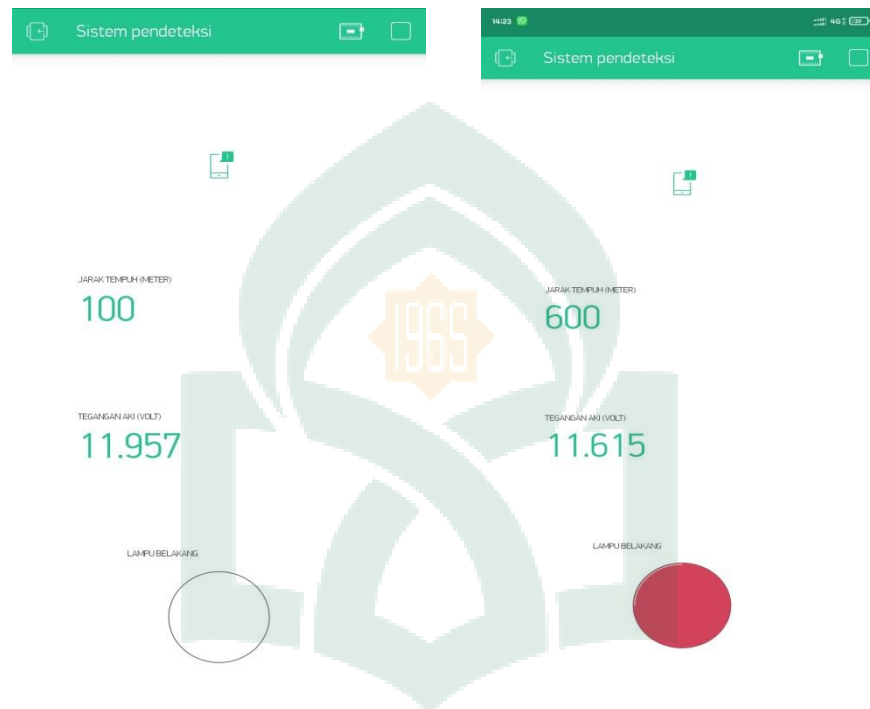 Sistem pendeteksi
JARAK TEMPUH (METER)
100
TEGANGAN AKI (VOLT)
11.957
LAMPU BELAKANG
14:23
4G
Sistem pendeteksi
JARAK TEMPUH (METER)
600
TEGANGAN AKI (VOLT)
11.615
LAMPU BELAKANG
1965